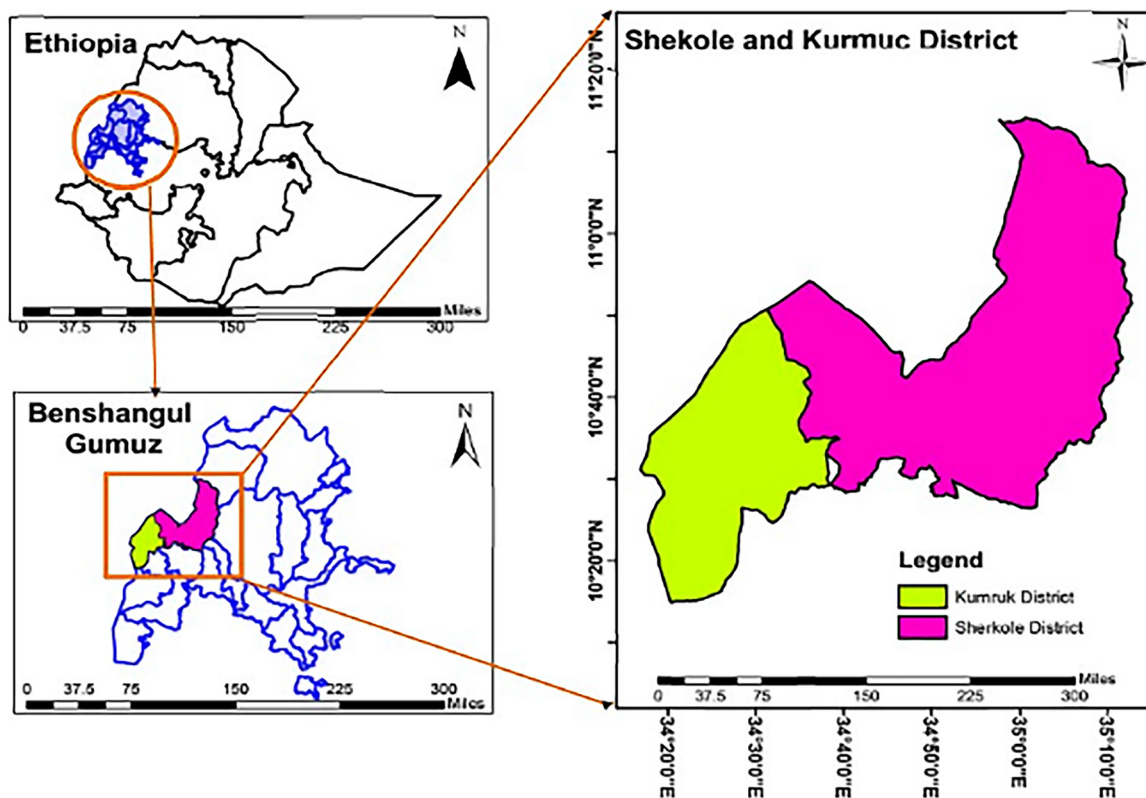 Ethiopia
N
Miles
0 37.5 75 150 225 300
Benshangul
Gumuz
N
0 37.5 75 150 225 300
Miles
Shekole and Kurmuc District
N
11°20'0"N
11°0'0"N
10°40'0"N
10°20'0"N
Legend
Kumruk District
Sherkole District
Miles
0 37.5 75 150 225 300
34°20'0"E
34°30'0"E
34°40'0"E
34°50'0"E
35°0'0"E
35°10'0"E